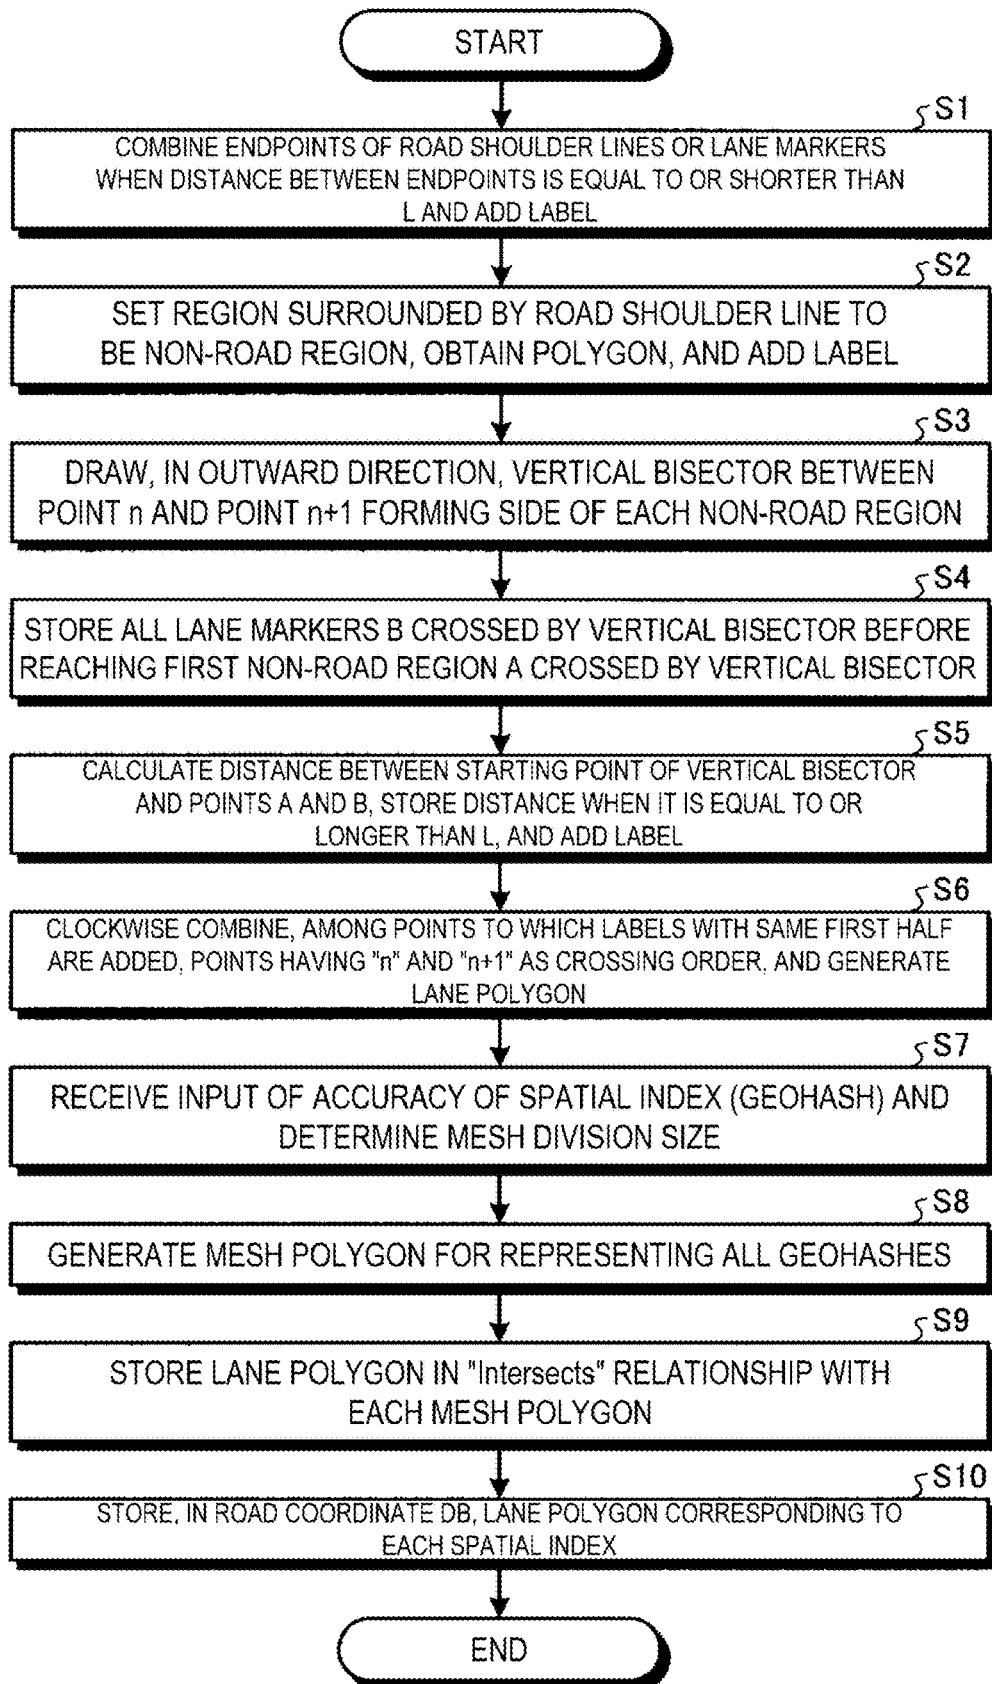 START
S1
COMBINE ENDPOINTS OF ROAD SHOULDER LINES OR LANE MARKERS
WHEN DISTANCE BETWEEN ENDPOINTS IS EQUAL TO OR SHORTER THAN
L AND ADD LABEL
S2
SET REGION SURROUNDED BY ROAD SHOULDER LINE TO
BE NON-ROAD REGION, OBTAIN POLYGON, AND ADD LABEL
S3
DRAW, IN OUTWARD DIRECTION, VERTICAL BISECTOR BETWEEN
POINT n AND POINT n+1 FORMING SIDE OF EACH NON-ROAD REGION
S4
STORE ALL LANE MARKERS B CROSSED BY VERTICAL BISECTOR BEFORE
REACHING FIRST NON-ROAD REGION A CROSSED BY VERTICAL BISECTOR
S5
CALCULATE DISTANCE BETWEEN STARTING POINT OF VERTICAL BISECTOR
AND POINTS A AND B, STORE DISTANCE WHEN IT IS EQUAL TO OR
LONGER THAN L, AND ADD LABEL
S6
CLOCKWISE COMBINE, AMONG POINTS TO WHICH LABELS WITH SAME FIRST HALF
ARE ADDED, POINTS HAVING "n" AND "n+1" AS CROSSING ORDER, AND GENERATE
LANE POLYGON
S7
RECEIVE INPUT OF ACCURACY OF SPATIAL INDEX (GEOHASH) AND
DETERMINE MESH DIVISION SIZE
S8
GENERATE MESH POLYGON FOR REPRESENTING ALL GEOHASHES
S9
STORE LANE POLYGON IN "Intersects" RELATIONSHIP WITH
EACH MESH POLYGON
S10
STORE, IN ROAD COORDINATE DB, LANE POLYGON CORRESPONDING TO
EACH SPATIAL INDEX
END